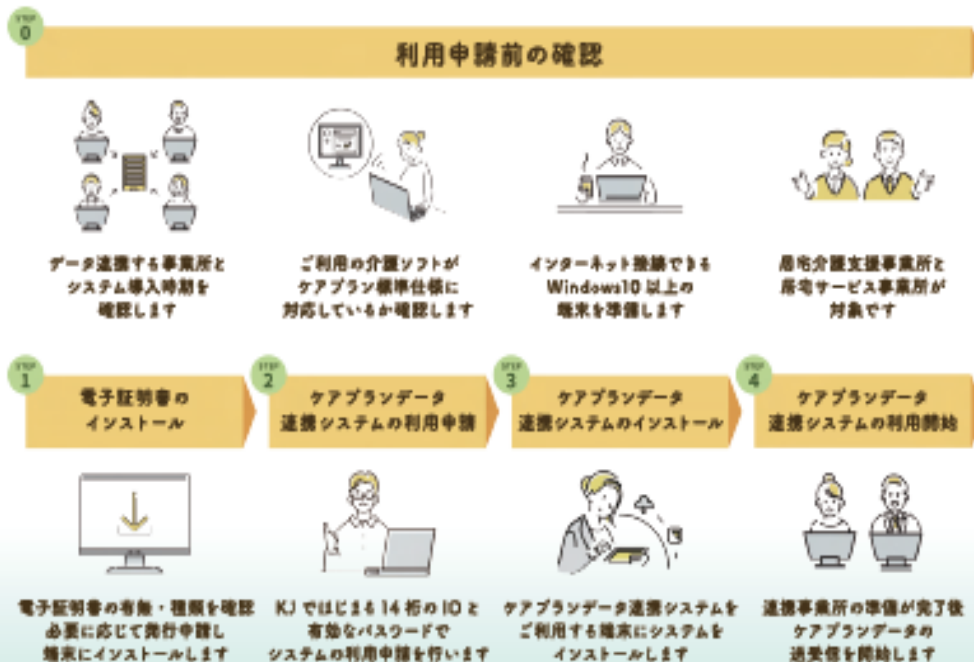 STEP
0
利用申請前の確認
データ連携する事業所と
システム導入時期を
確認します
ご利用の介護ソフトが
ケアプラン標準仕様に
対応しているか確認します
インターネット接続できる
Windows10以上の
端末を準備します
居宅介護支援事業所と
居宅サービス事業所が
対象です
STEP
1
電子証明書の
インストール
STEP
2
ケアプランデータ
連携システムの利用申請
STEP
3
ケアプランデータ
連携システムのインストール
STEP
4
ケアプランデータ
連携システムの利用開始
電子証明書の有無・種類を確認
必要に応じて発行申請し
端末にインストールします
KJではじまる14桁のIDと
有効なパスワードで
システムの利用申請を行います
ケアプランデータ連携システムを
ご利用する端末にシステムを
インストールします
連携事業所の準備が完了後
ケアプランデータの
送受信を開始します